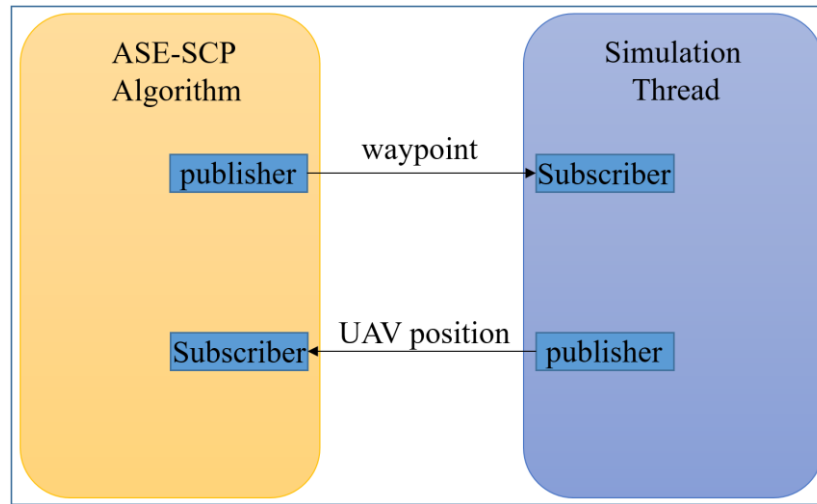 ASE-SCP
Algorithm
Simulation
Thread
publisher
waypoint
Subscriber
Subscriber
UAV position
publisher